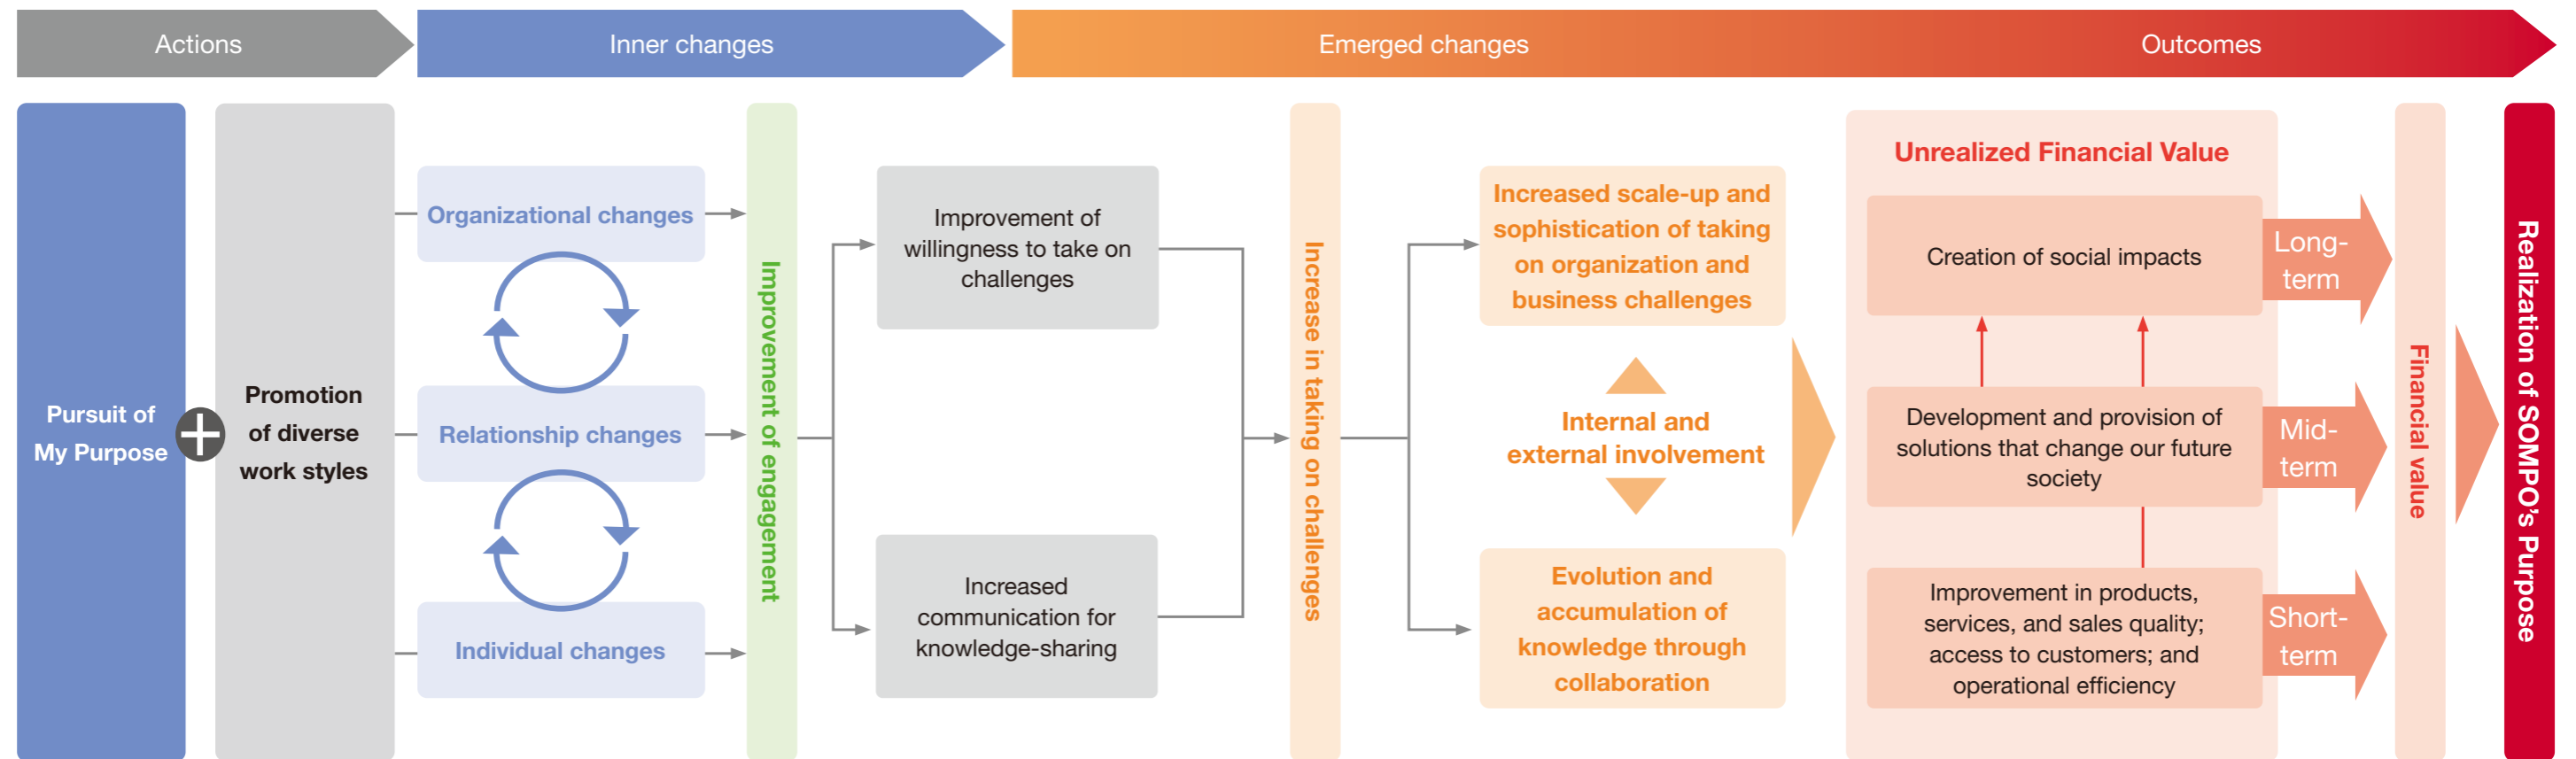 Actions
Inner changes
Emerged changes
Outcomes
Pursuit of
My Purpose
Promotion
of diverse
work styles
Organizational changes
Relationship changes
Individual changes
Improvement of engagement
Improvement of
willingness to take on
challenges
Increased
communication for
knowledge-sharing
Increase in taking on challenges
Increased scale-up and
sophistication of taking
on organization and
business challenges
Internal and
external involvement
Evolution and
accumulation of
knowledge through
collaboration
Unrealized Financial Value
Creation of social impacts
Development and provision of
solutions that change our future
society
Improvement in products,
services, and sales quality;
access to customers; and
operational efficiency
Long-
term
Mid-
term
Short-
term
Financial value
Realization of SOMPO's Purpose